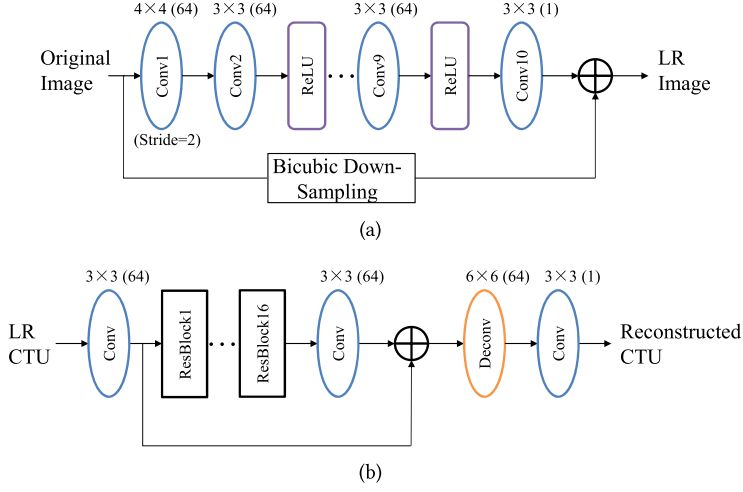 4×4 (64) 3×3 (64) 3×3 (64) 3×3 (1)
Original
Image
Conv1
Conv2
ReLU
...
Conv9
ReLU
Conv10
LR
Image
(Stride=2)
Bicubic Down-
Sampling
(a)
3×3 (64) 3×3 (64) 6×6 (64) 3×3 (1)
LR
CTU
Conv
ResBlock1
...
ResBlock16
Conv
Deconv
Conv
Reconstructed
CTU
(b)